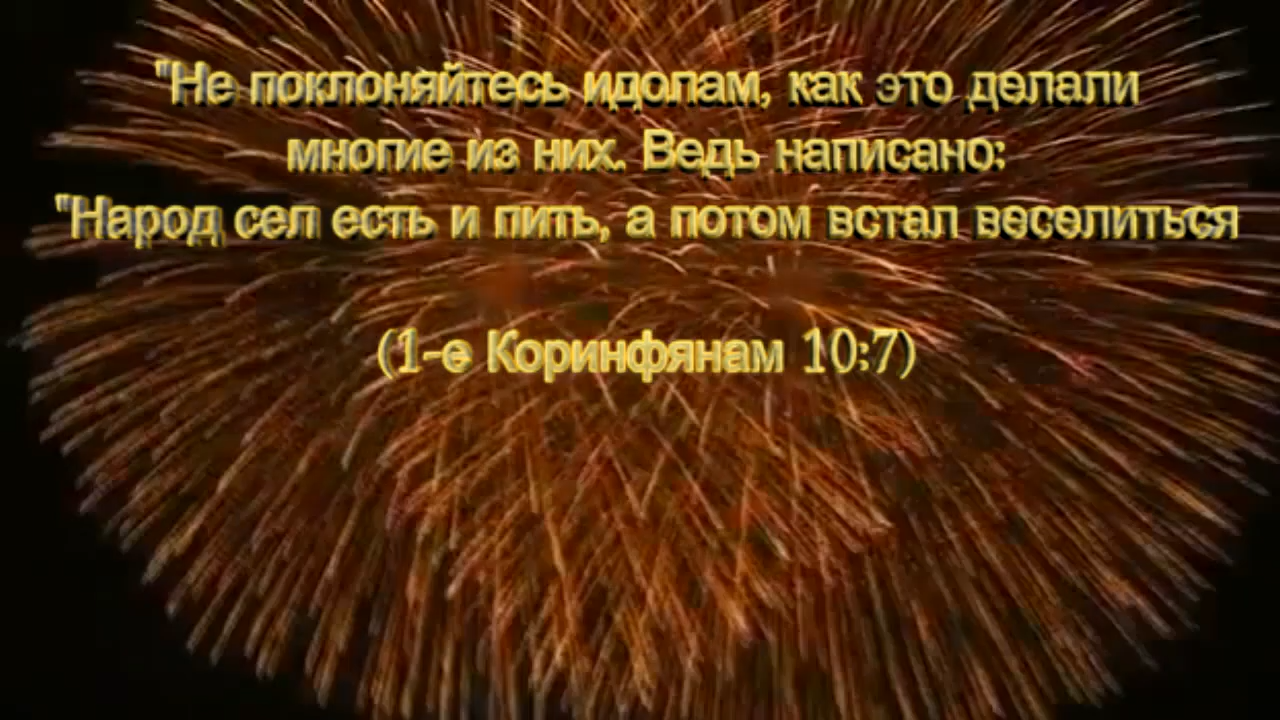 "Не поклоняйтесь идолам, как это делали
многие из них. Ведь написано:
"Народ сел есть и пить, а потом встал веселиться
(1-е Коринфянам 10:7)